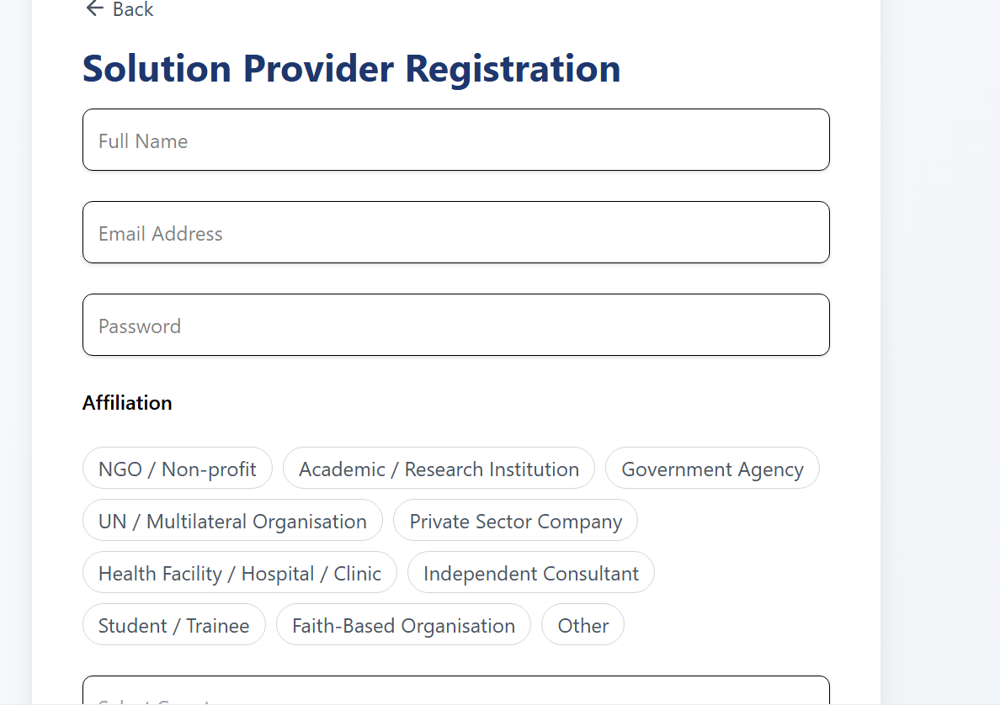 Back
Solution Provider Registration
Full Name
Email Address
Password
Affiliation
NGO / Non-profit Academic / Research Institution Government Agency
UN / Multilateral Organisation Private Sector Company
Health Facility / Hospital / Clinic Independent Consultant
Student / Trainee Faith-Based Organisation Other